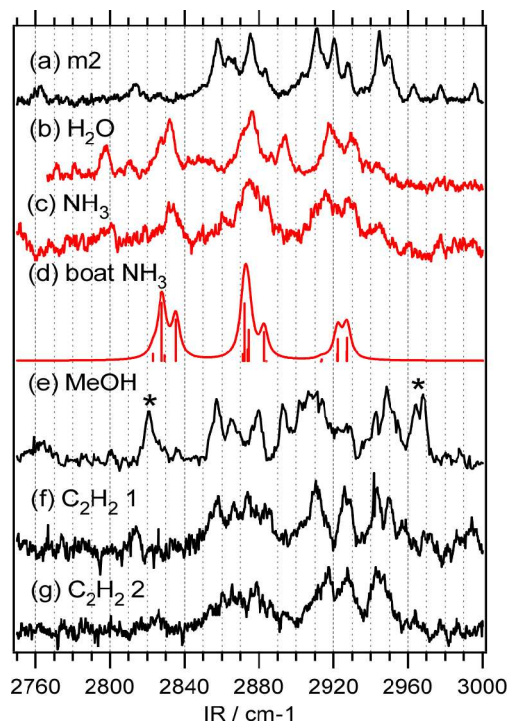 (a) m2
(b) H₂O
(c) NH₃
(d) boat NH₃
(e) MeOH
*
*
(f) C₂H₂ 1
(g) C₂H₂ 2
2760 2800 2840 2880 2920 2960 3000
IR / cm-1